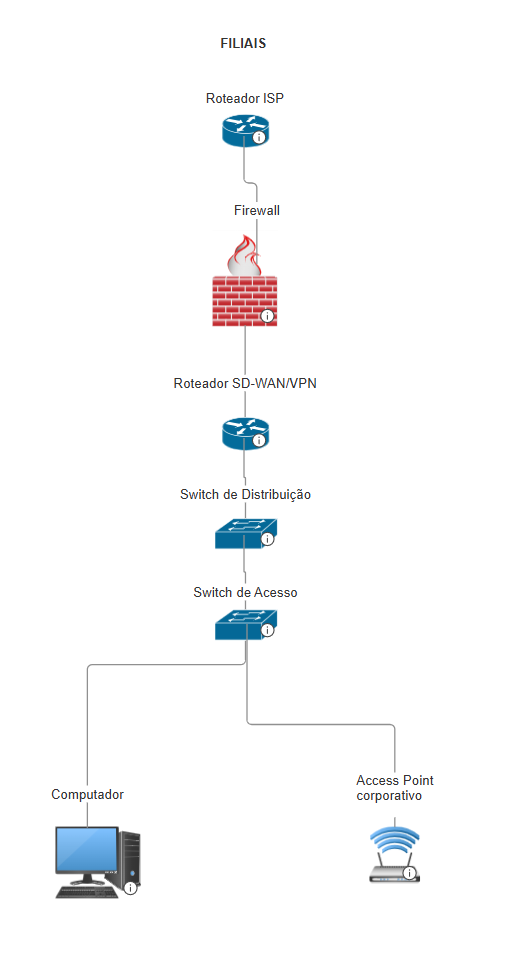 FILIAIS
Roteador ISP
Firewall
Roteador SD-WAN/VPN
Switch de Distribuição
Switch de Acesso
Computador
Access Point
corporativo